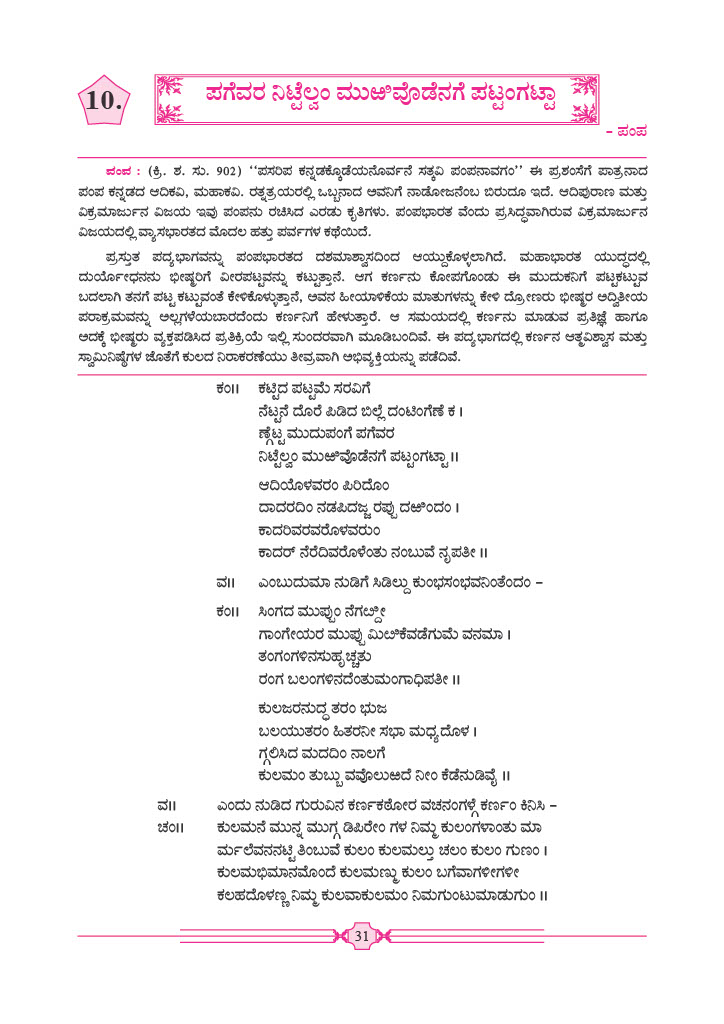 10.
ಪಗೆವರ ನಿಟ್ಟೆಲ್ವಂ ಮುಱಿವೊಡೆನಗೆ ಪಟ್ಟಂಗಟ್ಟಾ
– ಪಂಪ
ಪಂಪ : (ಕ್ರಿ. ಶ. ಸು. 902) ‘‘ಪಸರಿಪ ಕನ್ನಡಕ್ಕೊಡೆಯನೊರ್ವನೆ ಸತ್ಕವಿ ಪಂಪನಾವಗಂ’’ ಈ ಪ್ರಶಂಸೆಗೆ ಪಾತ್ರನಾದ
ಪಂಪ ಕನ್ನಡದ ಆದಿಕವಿ, ಮಹಾಕವಿ. ರತ್ನತ್ರಯರಲ್ಲಿ ಒಬ್ಬನಾದ ಅವನಿಗೆ ನಾಡೋಜನೆಂಬ ಬಿರುದೂ ಇದೆ. ಆದಿಪುರಾಣ ಮತ್ತು
ವಿಕ್ರಮಾರ್ಜುನ ವಿಜಯ ಇವು ಪಂಪನು ರಚಿಸಿದ ಎರಡು ಕೃತಿಗಳು. ಪಂಪಭಾರತ ವೆಂದು ಪ್ರಸಿದ್ಧವಾಗಿರುವ ವಿಕ್ರಮಾರ್ಜುನ
ವಿಜಯದಲ್ಲಿ ವ್ಯಾಸಭಾರತದ ಮೊದಲ ಹತ್ತು ಪರ್ವಗಳ ಕಥೆಯಿದೆ.
ಪ್ರಸ್ತುತ ಪದ್ಯಭಾಗವನ್ನು ಪಂಪಭಾರತದ ದಶಮಾಶ್ವಾಸದಿಂದ ಆಯ್ದುಕೊಳ್ಳಲಾಗಿದೆ. ಮಹಾಭಾರತ ಯುದ್ಧದಲ್ಲಿ
ದುರ್ಯೋಧನನು ಭೀಷ್ಮರಿಗೆ ವೀರಪಟ್ಟವನ್ನು ಕಟ್ಟುತ್ತಾನೆ. ಆಗ ಕರ್ಣನು ಕೋಪಗೊಂಡು ಈ ಮುದುಕನಿಗೆ ಪಟ್ಟಕಟ್ಟುವ
ಬದಲಾಗಿ ತನಗೆ ಪಟ್ಟ ಕಟ್ಟುವಂತೆ ಕೇಳಿಕೊಳುತ್ತಾನೆ, ಅವನ ಹೀಯಾಳಿಕೆಯ ಮಾತುಗಳನ್ನು ಕೇಳಿ ದ್ರೋಣರು ಭೀಷ್ಮರ ಅದ್ವಿತೀಯ
ಪರಾಕ್ರಮವನ್ನು ಅಲ್ಲಗಳೆಯಬಾರದೆಂದು ಕರ್ಣನಿಗೆ ಹೇಳುತ್ತಾರೆ. ಆ ಸಮಯದಲ್ಲಿ ಕರ್ಣನು ಮಾಡುವ ಪ್ರತಿಜ್ಞೆ ಹಾಗೂ
ಅದಕ್ಕೆ ಭೀಷ್ಮರು ವ್ಯಕ್ತಪಡಿಸಿದ ಪ್ರತಿಕ್ರಿಯೆ ಇಲ್ಲಿ ಸುಂದರವಾಗಿ ಮೂಡಿಬಂದಿವೆ. ಈ ಪದ್ಯಭಾಗದಲ್ಲಿ ಕರ್ಣನ ಆತ್ಮವಿಶ್ವಾಸ ಮತ್ತು
ಸ್ವಾಮಿನಿಷ್ಠೆಗಳ ಜೊತೆಗೆ ಕುಲದ ನಿರಾಕರಣೆಯು ತೀವ್ರವಾಗಿ ಅಭಿವ್ಯಕ್ತಿಯನ್ನು ಪಡೆದಿವೆ.
ಕಂ।। ಕಟ್ಟಿದ ಪಟ್ಟಮೆ ಸರವಿಗೆ
ನೆಟ್ಟನೆ ದೊರೆ ಪಿಡಿದ ಬಿಲ್ಲೆ ದಂಟಿಂಗೆಣೆ ಕ ।
ಣ್ಗೆಟ್ಟ ಮುದುಪಂಗೆ ಪಗೆವರ
ನಿಟ್ಟೆಲ್ವಂ ಮುಱಿವೊಡೆನಗೆ ಪಟ್ಟಂಗಟ್ಟಾ ।।
ಆದಿಯೊಳವರಂ ಪಿರಿದೊಂ
ದಾದರದಿಂ ನಡಪಿದಜ್ಜ ರಪ್ಪುದಱಿಂದಂ ।
ಕಾದರಿವರವರೊಳವರುಂ
ಕಾದರ್ ನೆರೆದಿವರೊಳೆಂತು ನಂಬುವೆ ನೃಪತೀ ।।
ವ।। ಎಂಬುದುಮಾ ನುಡಿಗೆ ಸಿಡಿಲ್ದು ಕುಂಭಸಂಭವನಿಂತೆಂದಂ –
ಕಂ।। ಸಿಂಗದ ಮುಪ್ಪುಂ ನೆಗೞ್ದೀ
ಗಾಂಗೇಯರ ಮುಪ್ಪು ಮಿೞಿಕೆವಡೆಗುಮೆ ವನಮಾ ।
ತಂಗಂಗಳಿನಸುಹೃಚ್ಚತು
ರಂಗ ಬಲಂಗಳಿನದೆಂತುಮಂಗಾಧಿಪತೀ ।।
ಕುಲಜರನುದ್ಧತರಂ ಭುಜ
ಬಲಯುತರಂ ಹಿತರನೀ ಸಭಾ ಮಧ್ಯದೊಳ ।
ಗ್ಗಲಿಸಿದ ಮದದಿಂ ನಾಲಗೆ
ಕುಲಮಂ ತುಬ್ಬುವವೊಲುಱದೆ ನೀಂ ಕೆಡೆನುಡಿವೈ ।।
ವ।। ಎಂದು ನುಡಿದ ಗುರುವಿನ ಕರ್ಣಕಠೋರ ವಚನಂಗಳ್ಗೆ ಕರ್ಣಂ ಕಿನಿಸಿ –
ಚಂ।। ಕುಲಮನೆ ಮುನ್ನ ಮುಗ್ಗಡಿಪಿರೇಂ ಗಳ ನಿಮ್ಮ ಕುಲಂಗಳಾಂತು ಮಾ
ರ್ಮಲೆವನನಟ್ಟಿ ತಿಂಬುವೆ ಕುಲಂ ಕುಲಮಲ್ತು ಚಲಂ ಕುಲಂ ಗುಣಂ ।
ಕುಲಮಭಿಮಾನಮೊಂದೆ ಕುಲಮಣ್ಮು ಕುಲಂ ಬಗೆವಾಗಳೀಗಳೀ
ಕಲಹದೊಳಣ್ಣ ನಿಮ್ಮ ಕುಲವಾಕುಲಮಂ ನಿಮಗುಂಟುಮಾಡುಗುಂ ।।
31